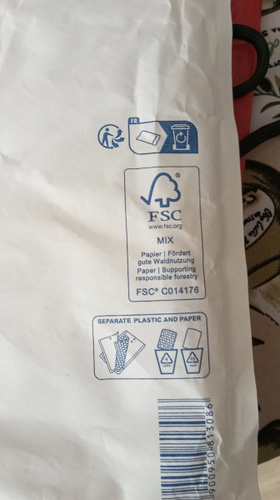 FR
FSC
www.fsc.org
MIX
Papier | Fördert
gute Waldnutzung
Paper | Supporting
responsible forestry
FSC® C014176
SEPARATE PLASTIC AND PAPER